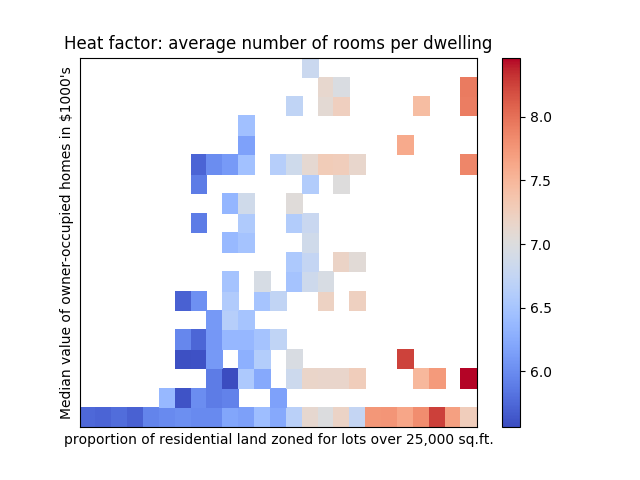 Heat factor: average number of rooms per dwelling
Median value of owner-occupied homes in $1000's
proportion of residential land zoned for lots over 25,000 sq.ft.
8.0
7.5
7.0
6.5
6.0